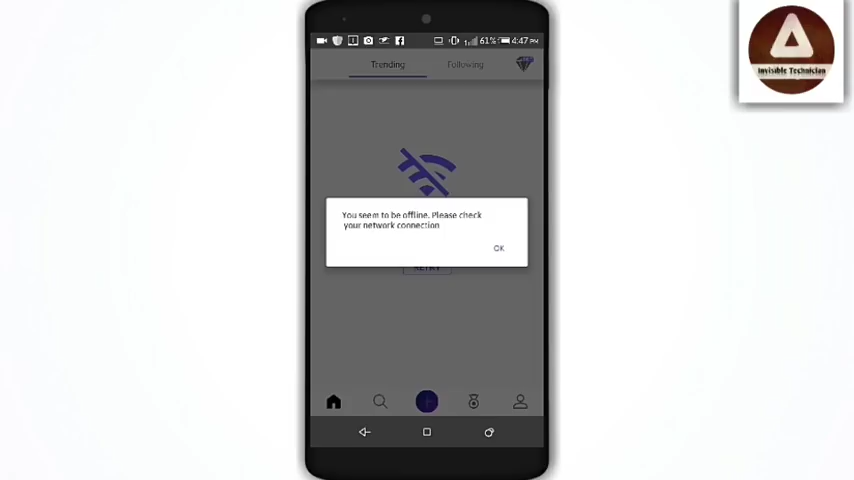 61% 4:47 PM
Invisible Technician
Trending
Following
You seem to be offline. Please check
your network connection
OK
RETRY